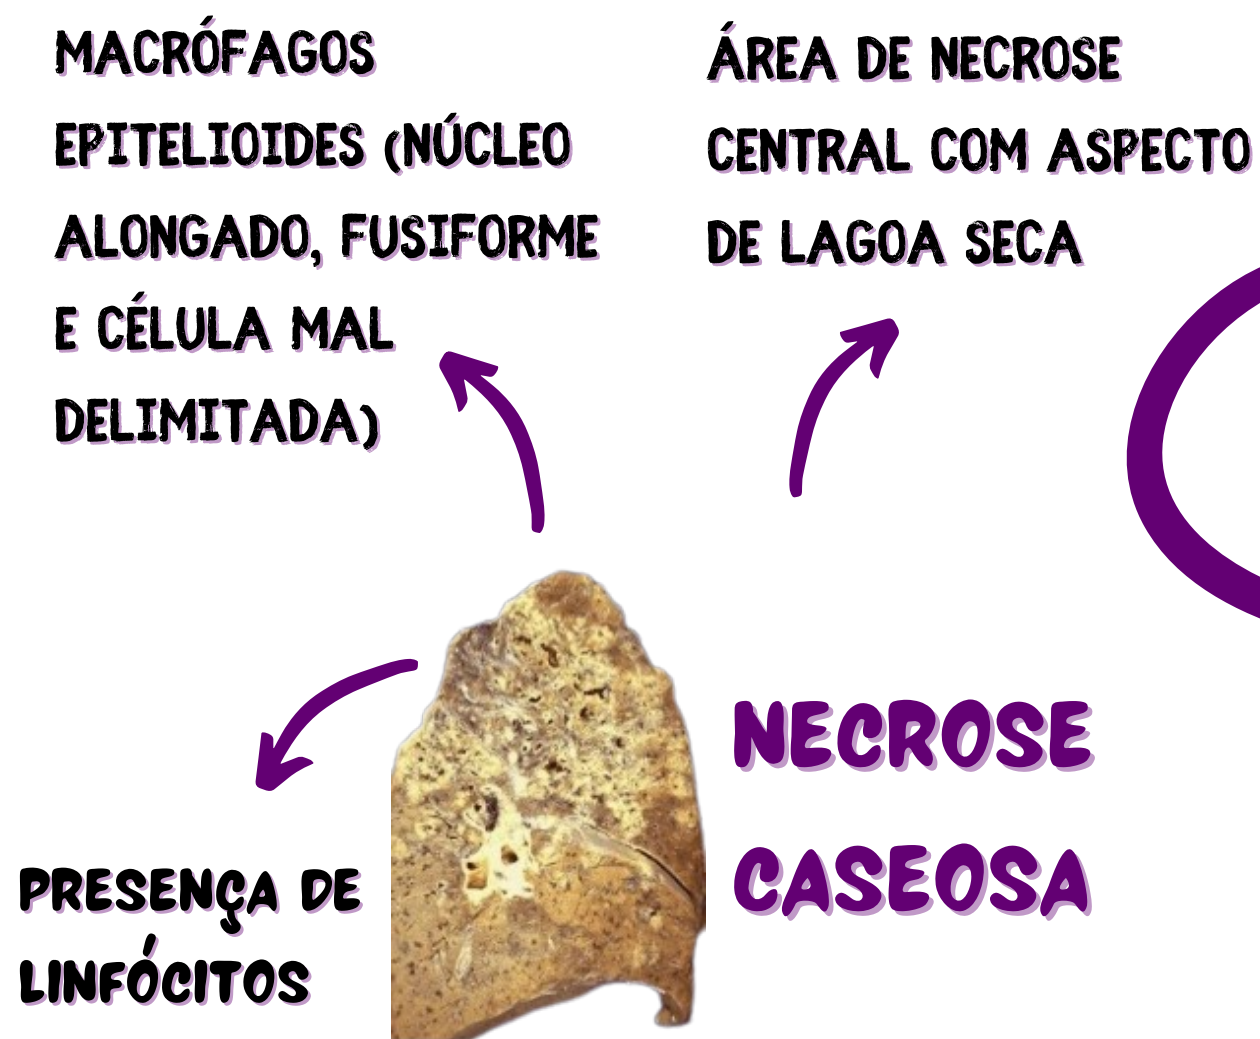 MACRÓFAGOS
EPITELIOIDES (NÚCLEO
ALONGADO, FUSIFORME
E CÉLULA MAL
DELIMITADA)
ÁREA DE NECROSE
CENTRAL COM ASPECTO
DE LAGOA SECA
NECROSE
CASEOSA
PRESENÇA DE
LINFÓCITOS